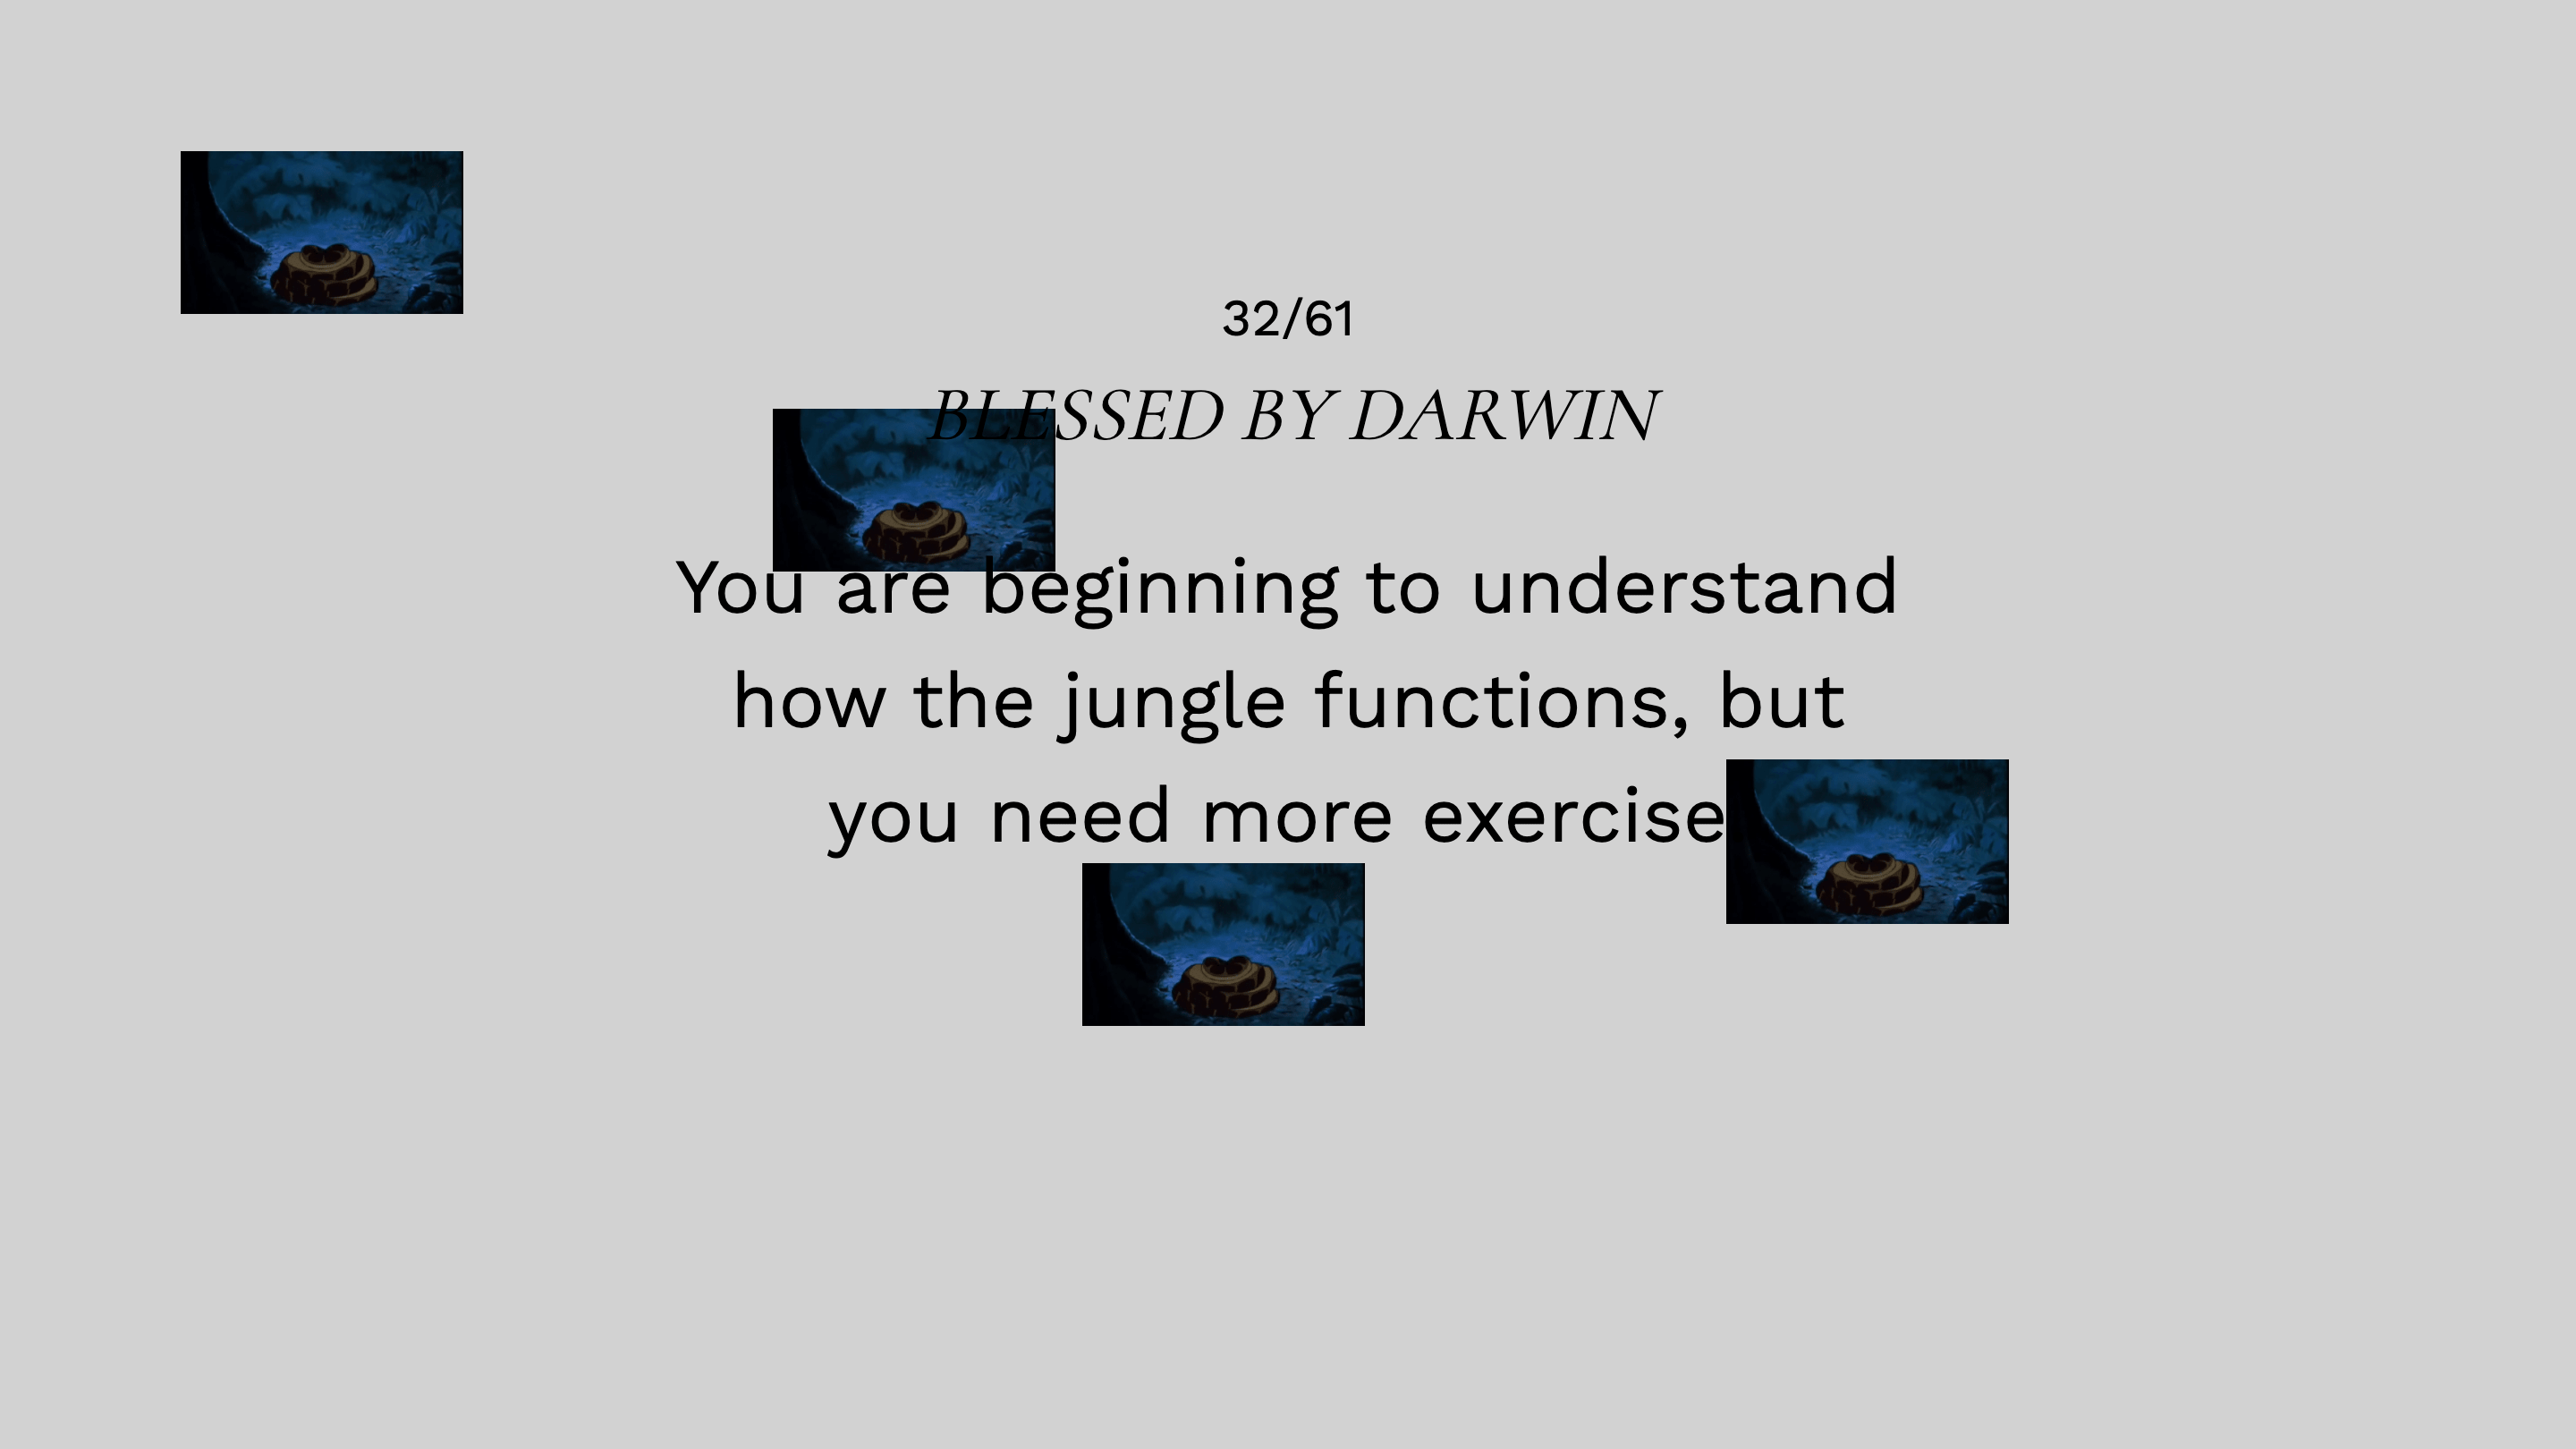 32/61
BLESSED BY DARWIN
You are beginning to understand
how the jungle functions, but
you need more exercise